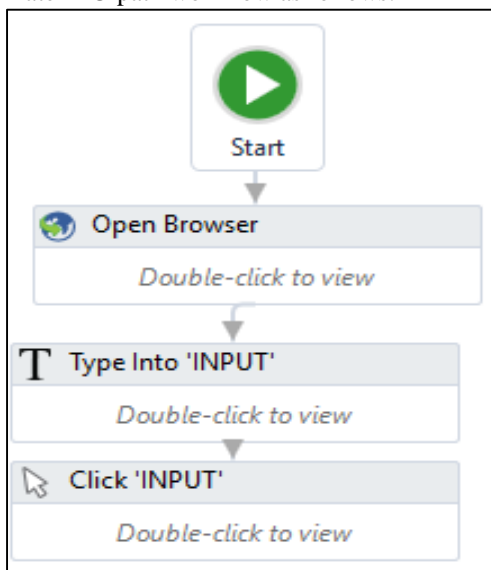 Start
Open Browser
Double-click to view
T Type Into 'INPUT'
Double-click to view
Click 'INPUT'
Double-click to view